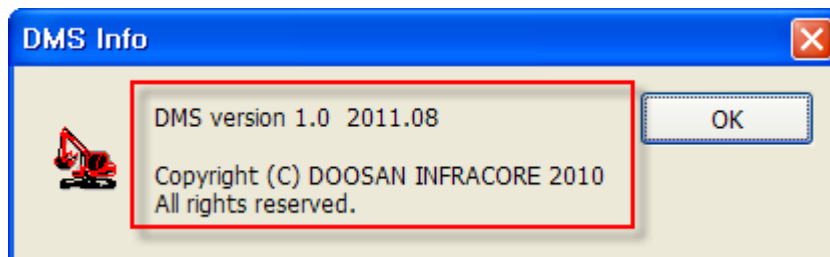 DMS Info
DMS version 1.0 2011.08
OK
Copyright (C) DOOSAN INFRACORE 2010
All rights reserved.